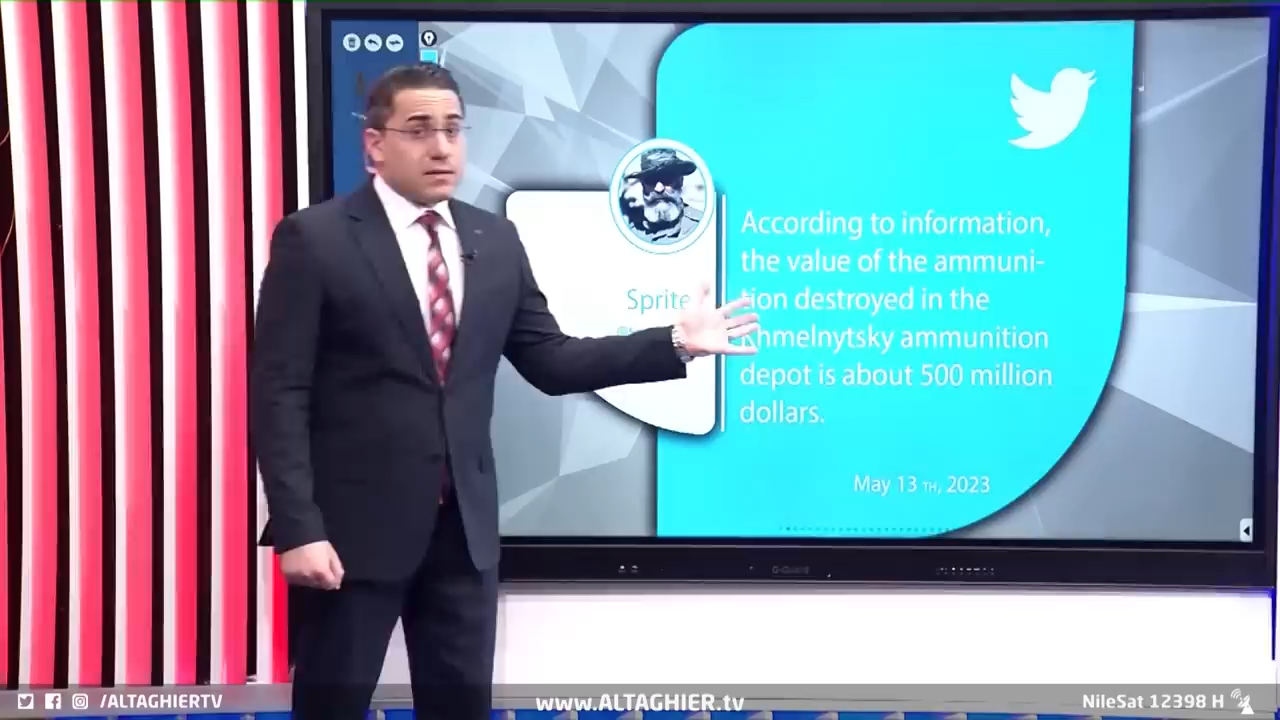 According to information,
the value of the ammuni-
tion destroyed in the
Khmelnytsky ammunition
depot is about 500 million
dollars.
Sprite
May 13 TH, 2023
/ALTAGHIERTV
www.ALTAGHIER.tv
NileSat 12398 H